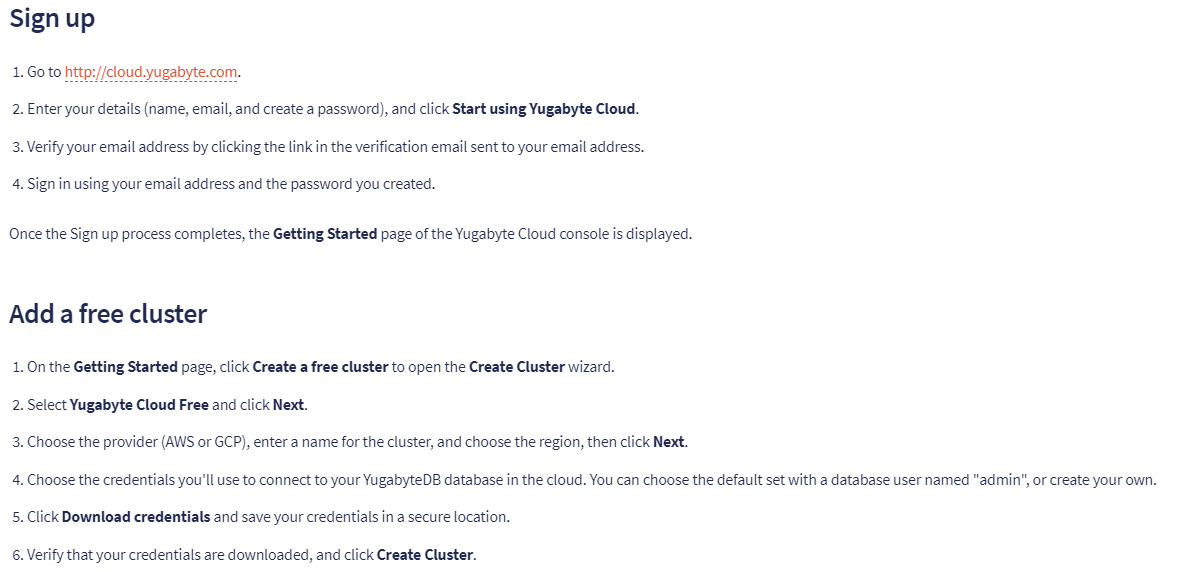 Sign up
1. Go to http://cloud.yugabyte.com.
2. Enter your details (name, email, and create a password), and click Start using Yugabyte Cloud.
3. Verify your email address by clicking the link in the verification email sent to your email address.
4. Sign in using your email address and the password you created.
Once the Sign up process completes, the Getting Started page of the Yugabyte Cloud console is displayed.
Add a free cluster
1. On the Getting Started page, click Create a free cluster to open the Create Cluster wizard.
2. Select Yugabyte Cloud Free and click Next.
3. Choose the provider (AWS or GCP), enter a name for the cluster, and choose the region, then click Next.
4. Choose the credentials you'll use to connect to your YugabyteDB database in the cloud. You can choose the default set with a database user named "admin", or create your own.
5. Click Download credentials and save your credentials in a secure location.
6. Verify that your credentials are downloaded, and click Create Cluster.